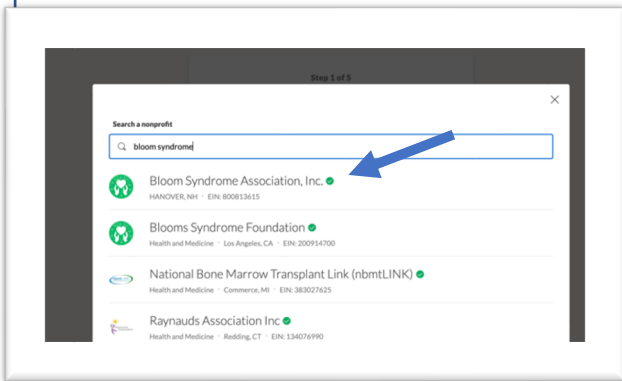 Step 1 of 5
Search a nonprofit
bloom syndrome
Bloom Syndrome Association, Inc.
HANOVER, NH · EIN: 800813615
Blooms Syndrome Foundation
Health and Medicine · Los Angeles, CA · EIN: 200914700
National Bone Marrow Transplant Link (nbmtLINK)
Health and Medicine · Commerce, MI · EIN: 383027625
Raynauds Association Inc
Health and Medicine · Redding, CT · EIN: 134076990